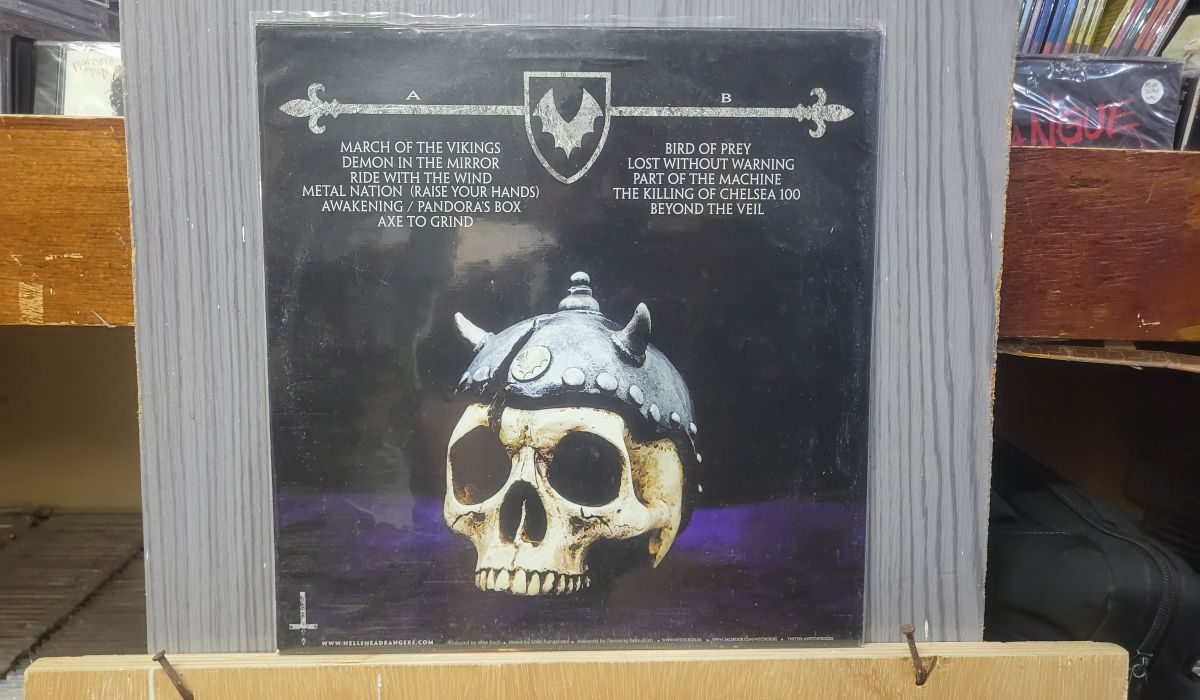 A
B
MARCH OF THE VIKINGS
DEMON IN THE MIRROR
RIDE WITH THE WIND
METAL NATION (RAISE YOUR HANDS)
AWAKENING / PANDORA'S BOX
AXE TO GRIND
BIRD OF PREY
LOST WITHOUT WARNING
PART OF THE MACHINE
THE KILLING OF CHELSEA 100
BEYOND THE VEIL
ANGUE
WWW.HELLSHEADBANGERS.COM